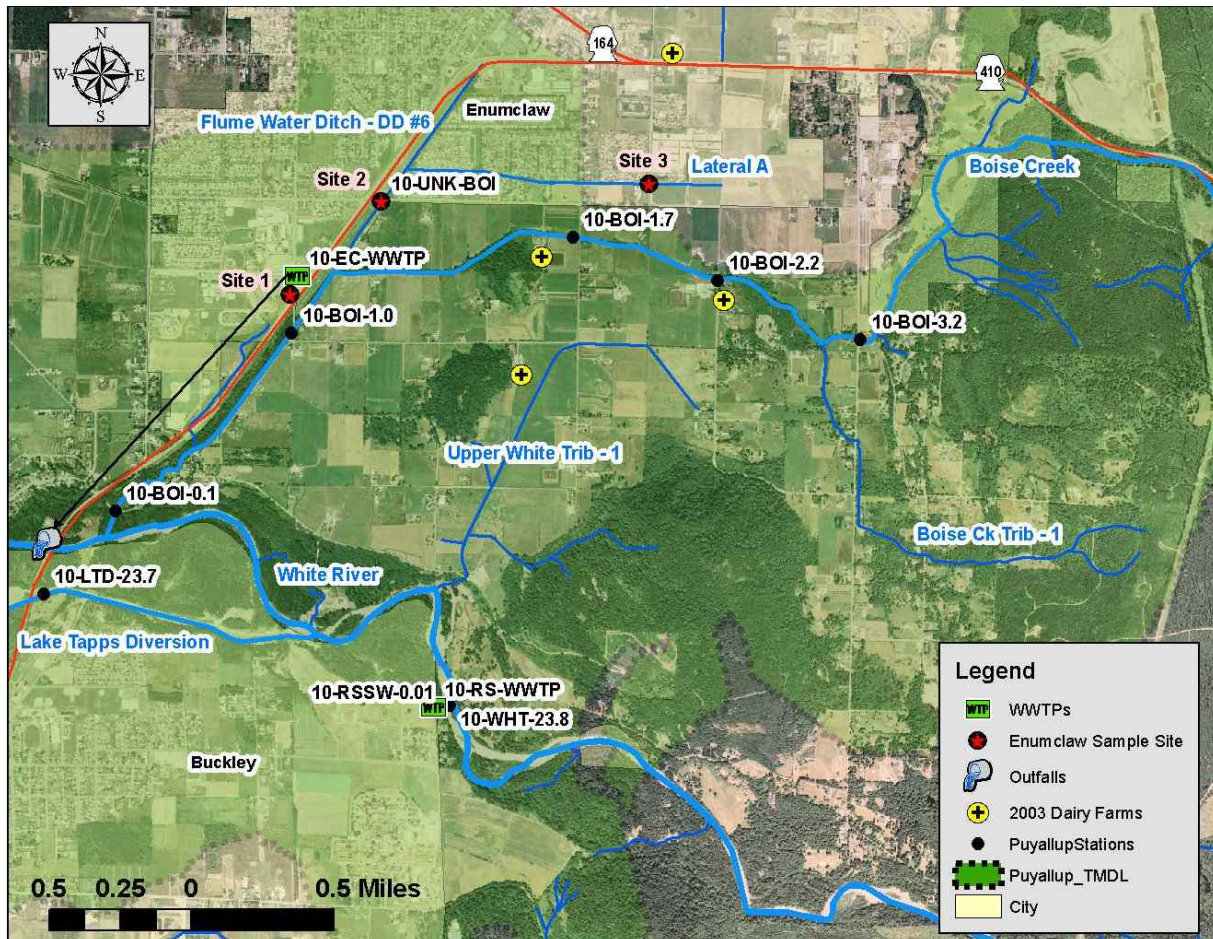 N
W E
S
164
410
Enumclaw
Flume Water Ditch - DD #6
Site 3
Lateral A
Boise Creek
Site 2
10-UNK-BOI
10-BOI-1.7
10-EC-WWTP
WTP
Site 1
10-BOI-2.2
10-BOI-1.0
10-BOI-3.2
Upper White Trib - 1
10-BOI-0.1
Boise Ck Trib - 1
White River
10-LTD-23.7
Lake Tapps Diversion
10-RSSW-0.01
10-RS-WWTP
WTP
10-WHT-23.8
Buckley
Legend
WTP WWTPs
Enumclaw Sample Site
Outfalls
2003 Dairy Farms
PuyallupStations
Puyallup_TMDL
City
0.5 0.25 0 0.5 Miles